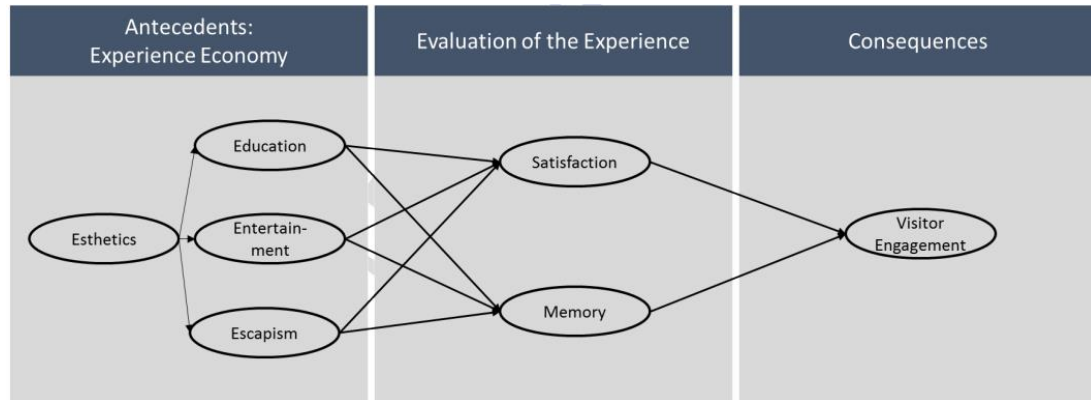 Antecedents:
Experience Economy
Evaluation of the Experience
Consequences
Education
Satisfaction
Esthetics
Entertain-
ment
Visitor
Engagement
Escapism
Memory